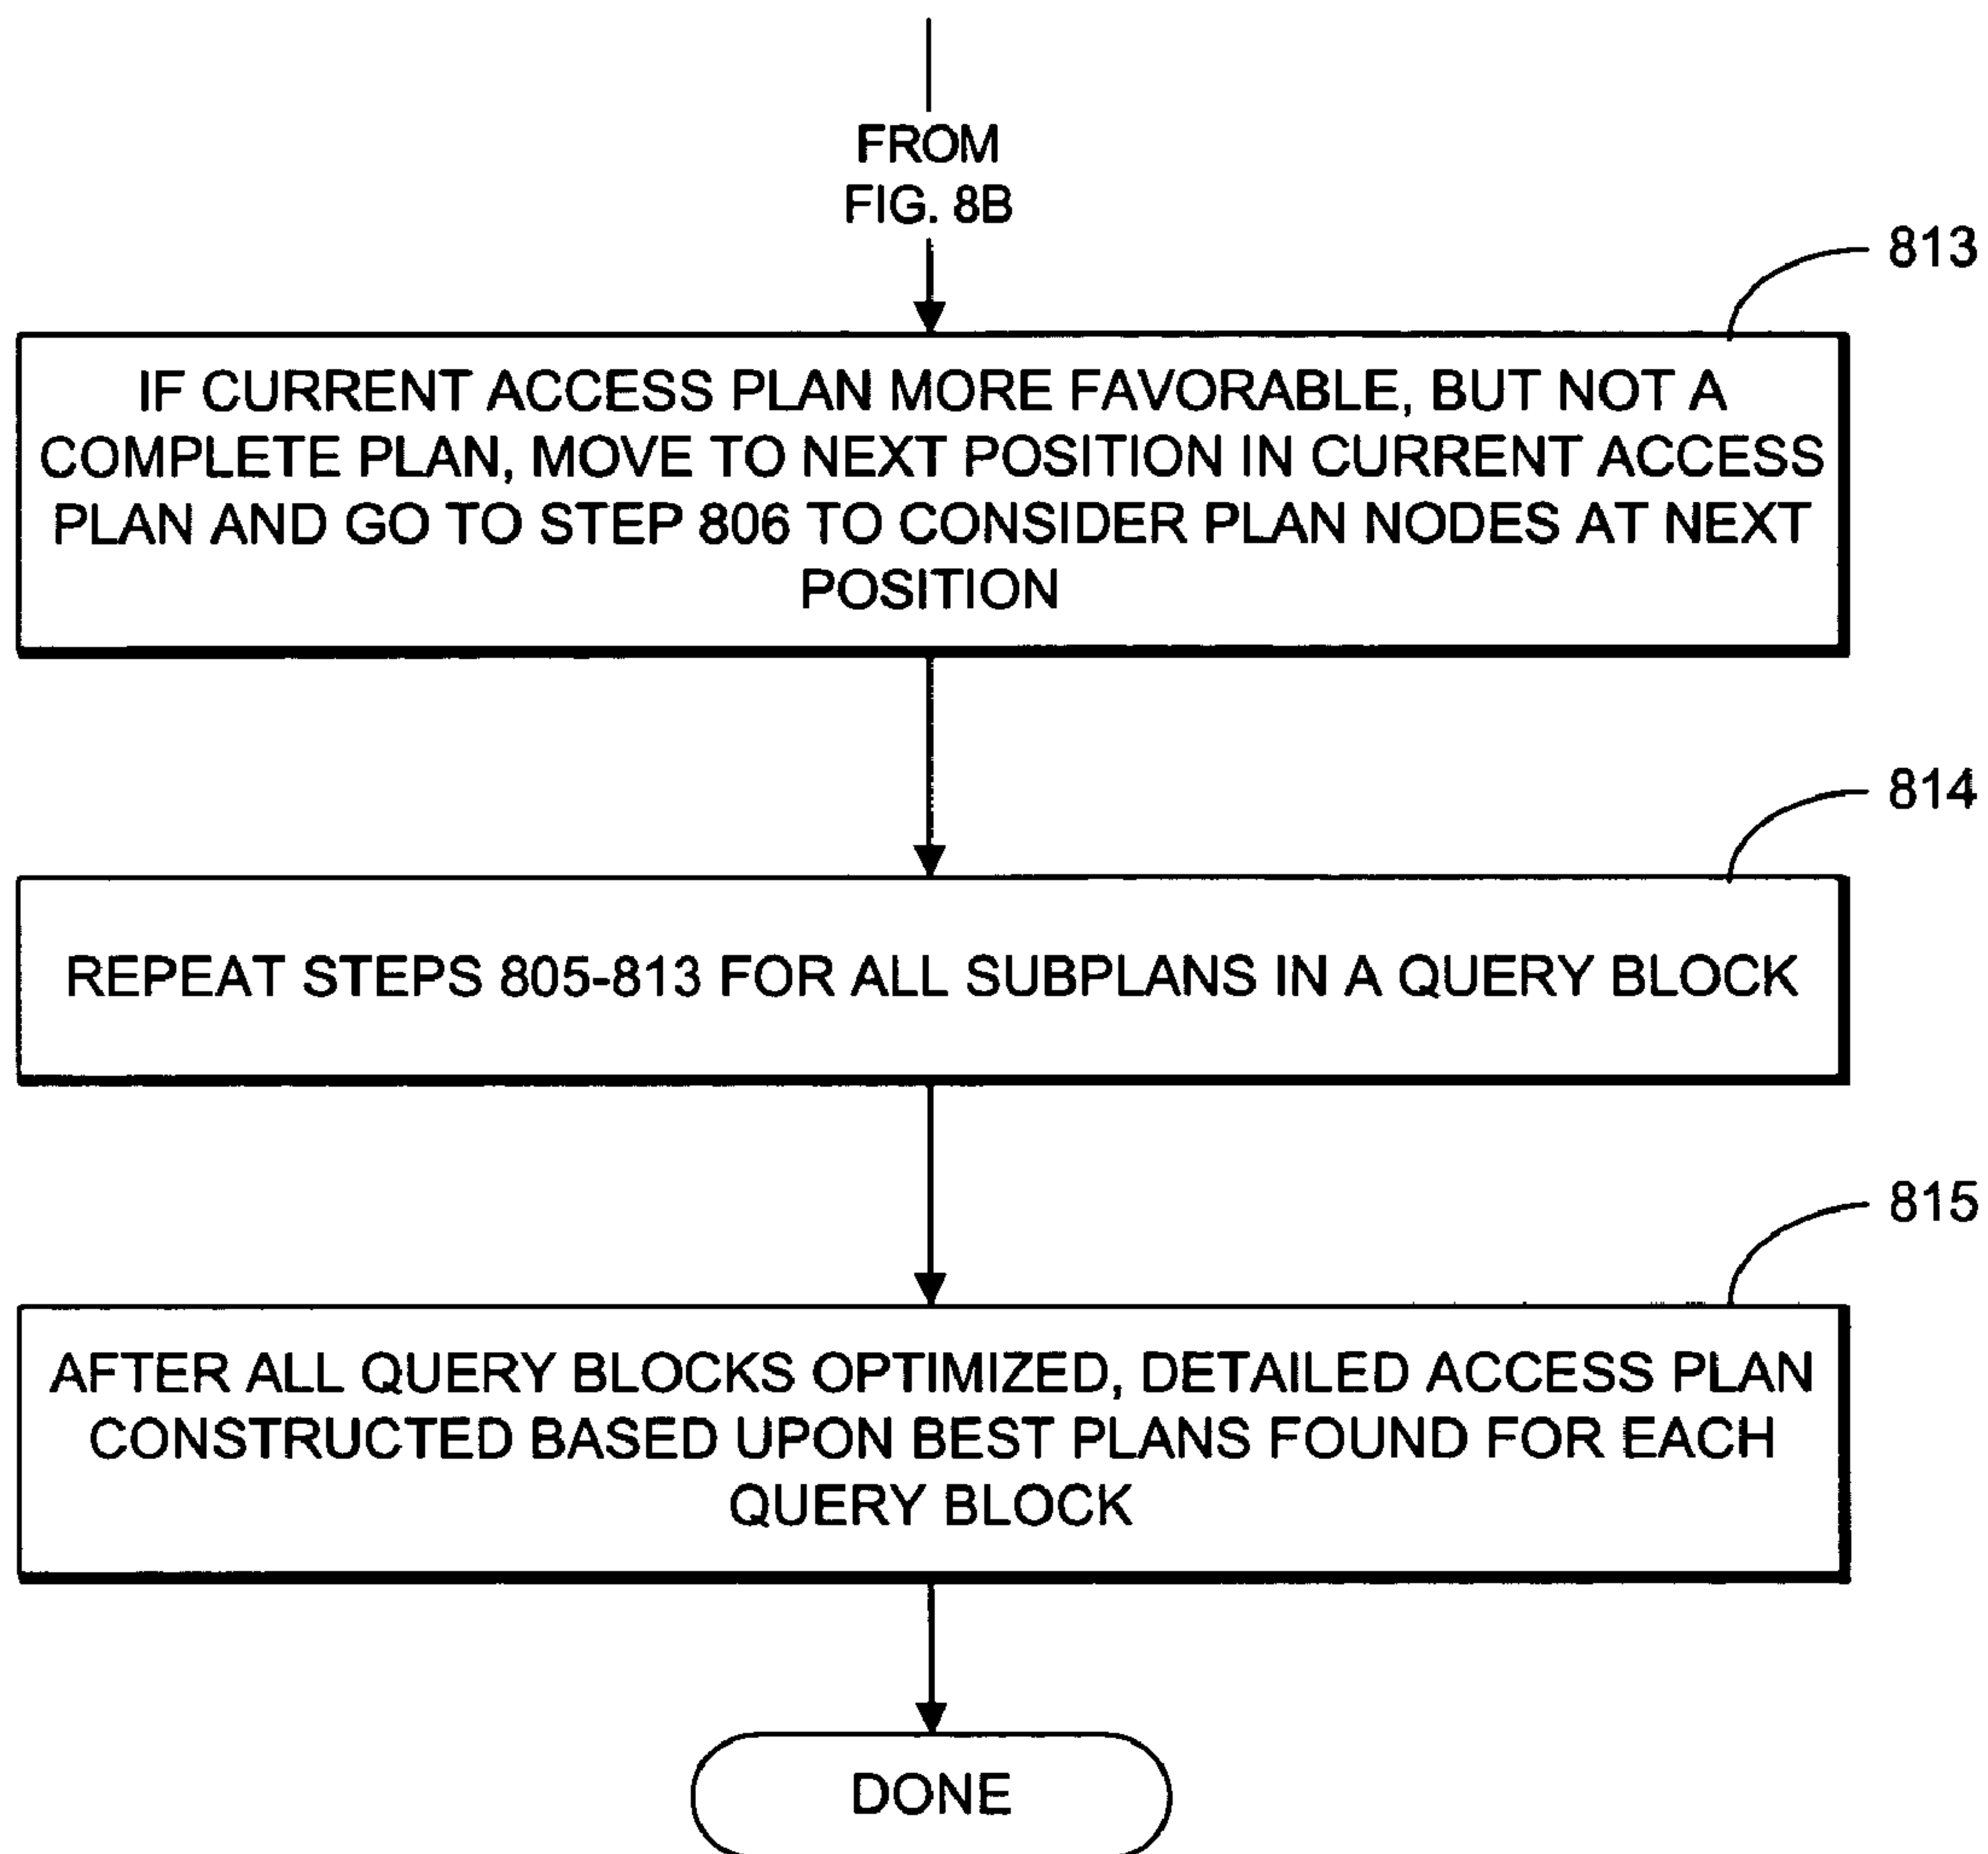 FROM
FIG. 8B
813
IF CURRENT ACCESS PLAN MORE FAVORABLE, BUT NOT A
COMPLETE PLAN, MOVE TO NEXT POSITION IN CURRENT ACCESS
PLAN AND GO TO STEP 806 TO CONSIDER PLAN NODES AT NEXT
POSITION
814
REPEAT STEPS 805-813 FOR ALL SUBPLANS IN A QUERY BLOCK
815
AFTER ALL QUERY BLOCKS OPTIMIZED, DETAILED ACCESS PLAN
CONSTRUCTED BASED UPON BEST PLANS FOUND FOR EACH
QUERY BLOCK
DONE